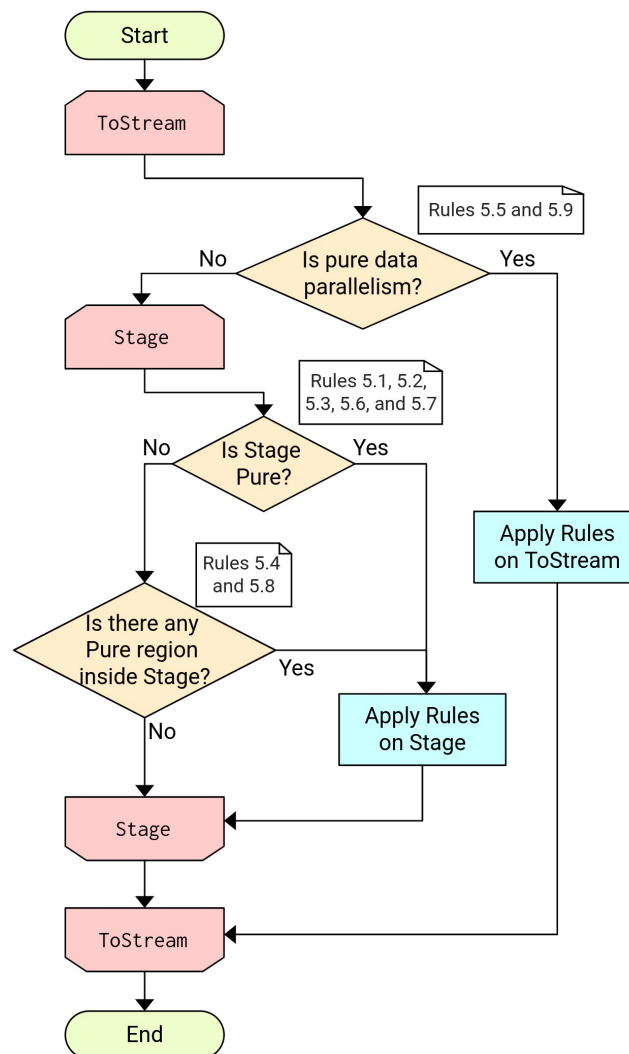 Start
ToStream
Rules 5.5 and 5.9
Is pure data
parallelism?
No
Yes
Stage
Rules 5.1, 5.2,
5.3, 5.6, and 5.7
Is Stage
Pure?
No
Yes
Apply Rules
on ToStream
Rules 5.4
and 5.8
Is there any
Pure region
inside Stage?
Yes
No
Apply Rules
on Stage
Stage
ToStream
End